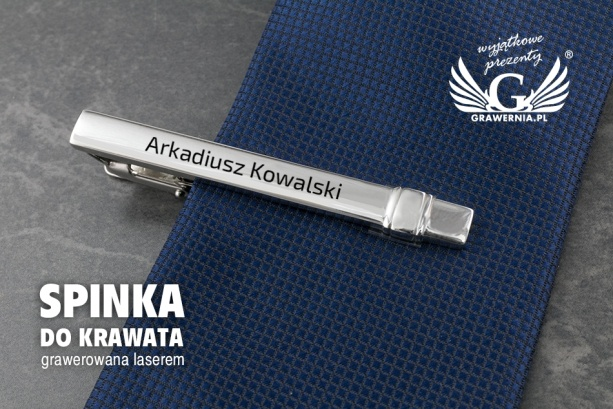 wyjątkowe
prezenty
®
G
GRAWERNIA.PL
Arkadiusz Kowalski
SPINKA
DO KRAWATA
grawerowana laserem